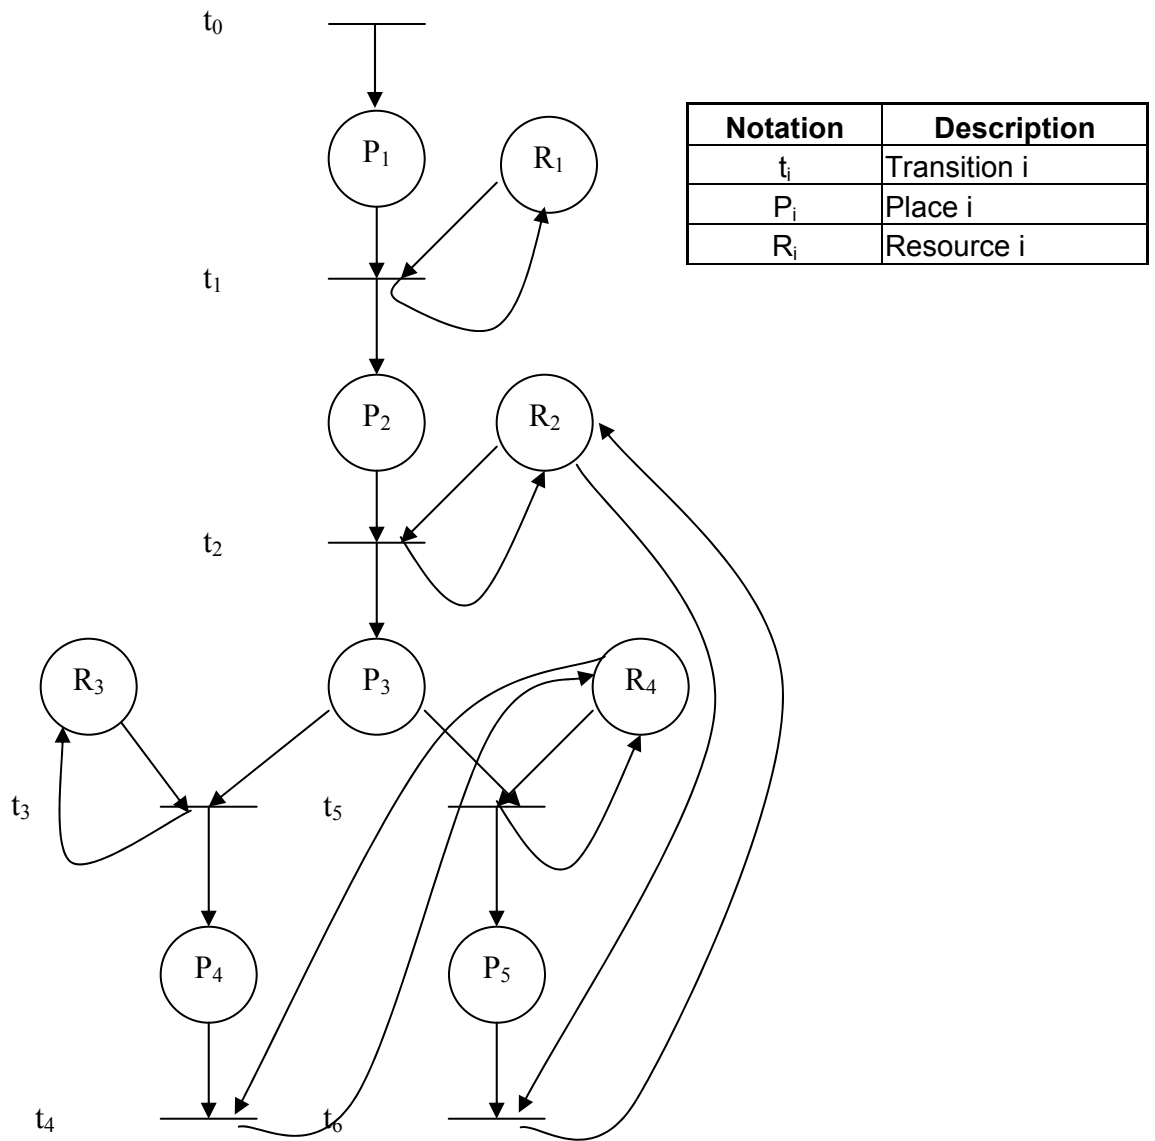 t0
P1
R1
Notation Description
ti Transition i
Pi Place i
Ri Resource i
t1
P2
R2
t2
R3
P3
R4
t3
t5
P4
P5
t4
t6